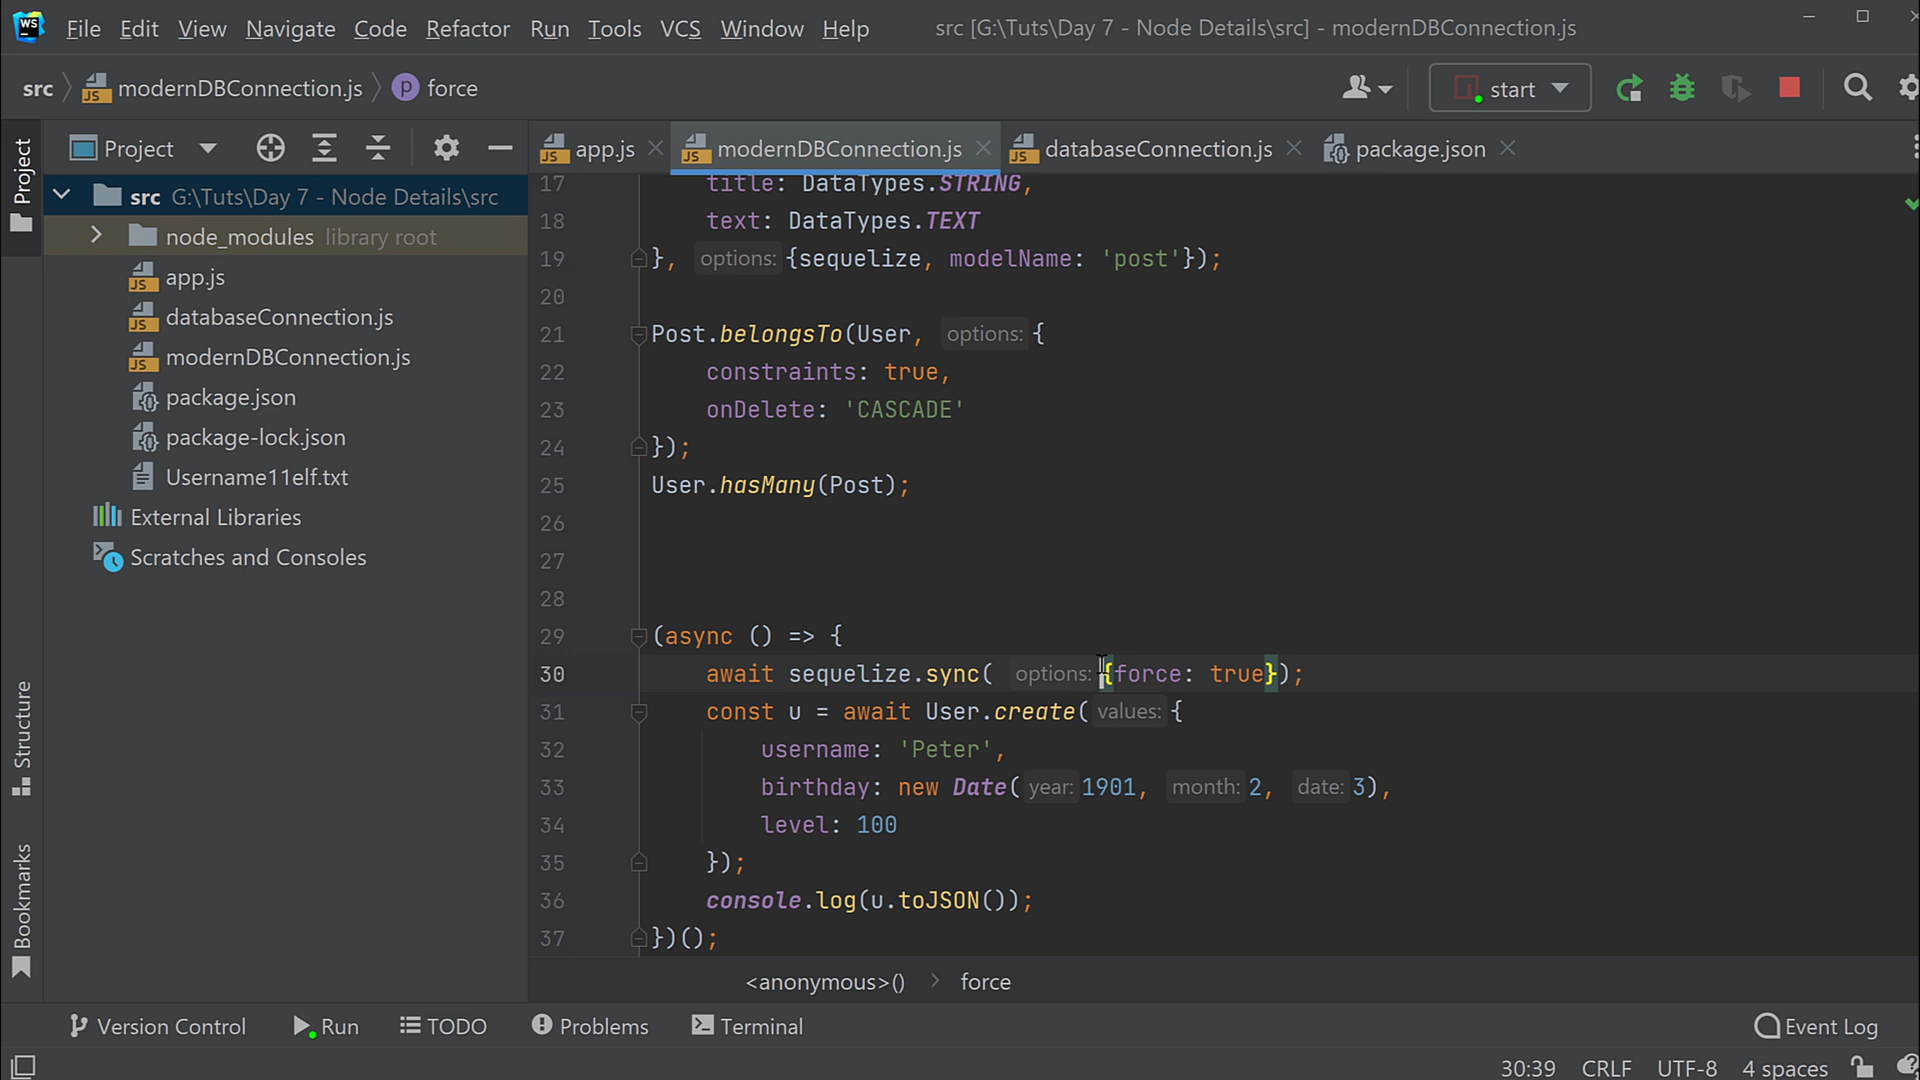 WS File Edit View Navigate Code Refactor Run Tools VCS Window Help src [G:\Tuts\Day 7 - Node Details\src] - modernDBConnection.js
src JS modernDBConnection.js p force start
Project
Project
JS app.js JS modernDBConnection.js JS databaseConnection.js package.json
src G:\Tuts\Day 7 - Node Details\src
node_modules library root
JS app.js
JS databaseConnection.js
JS modernDBConnection.js
package.json
package-lock.json
Username11elf.txt
External Libraries
Scratches and Consoles
Structure
Bookmarks
17 title: DataTypes.STRING,
18 text: DataTypes.TEXT
19 }, options: {sequelize, modelName: 'post'});
20
21 Post.belongsTo(User, options: {
22 constraints: true,
23 onDelete: 'CASCADE'
24 });
25 User.hasMany(Post);
26
27
28
29 (async () => {
30 await sequelize.sync( options: {force: true});
31 const u = await User.create( values: {
32 username: 'Peter',
33 birthday: new Date( year: 1901, month: 2, date: 3),
34 level: 100
35 });
36 console.log(u.toJSON());
37 })();
<anonymous>() force
Version Control Run TODO Problems Terminal Event Log
30:39 CRLF UTF-8 4 spaces